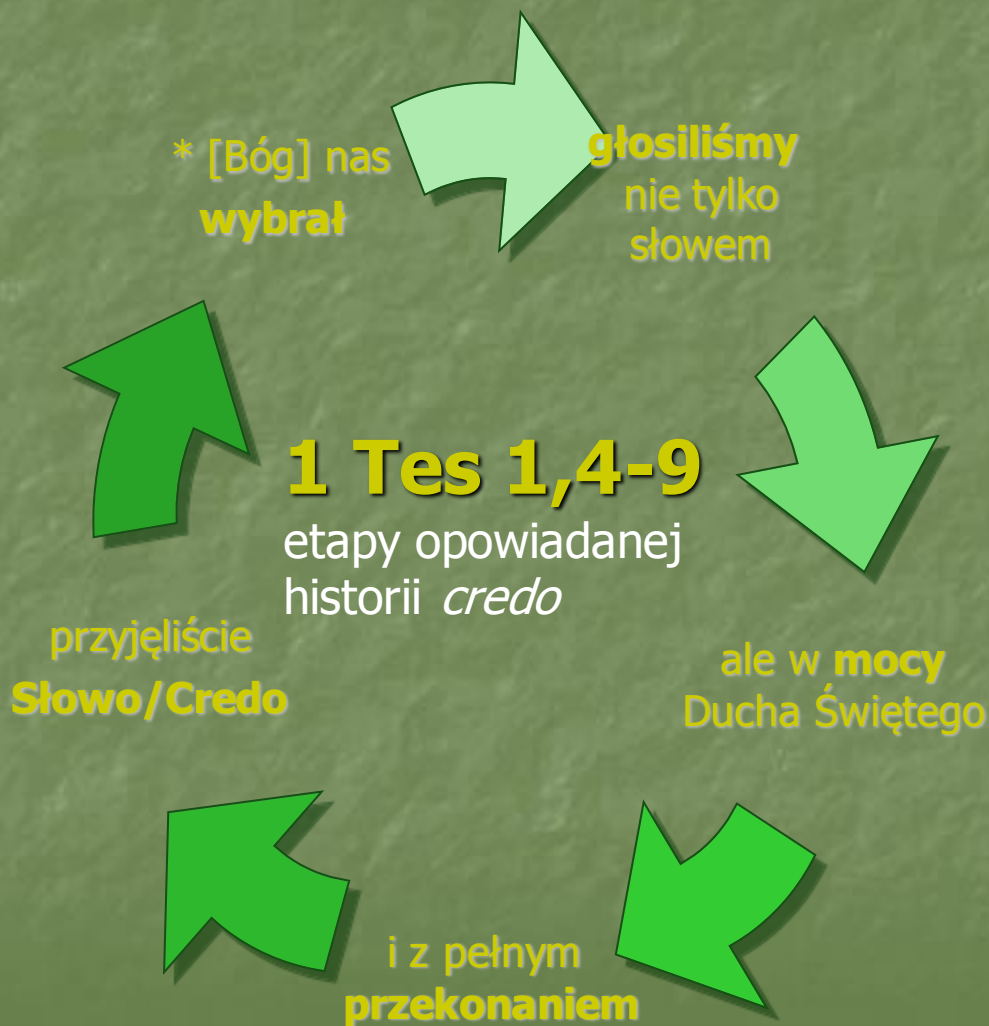 * [Bóg] nas
wybrał
głosiliśmy
nie tylko
słowem
1 Tes 1,4-9
etapy opowiadanej
historii credo
ale w mocy
Ducha Świętego
i z pełnym
przekonaniem
przyjęliście
Słowo/Credo